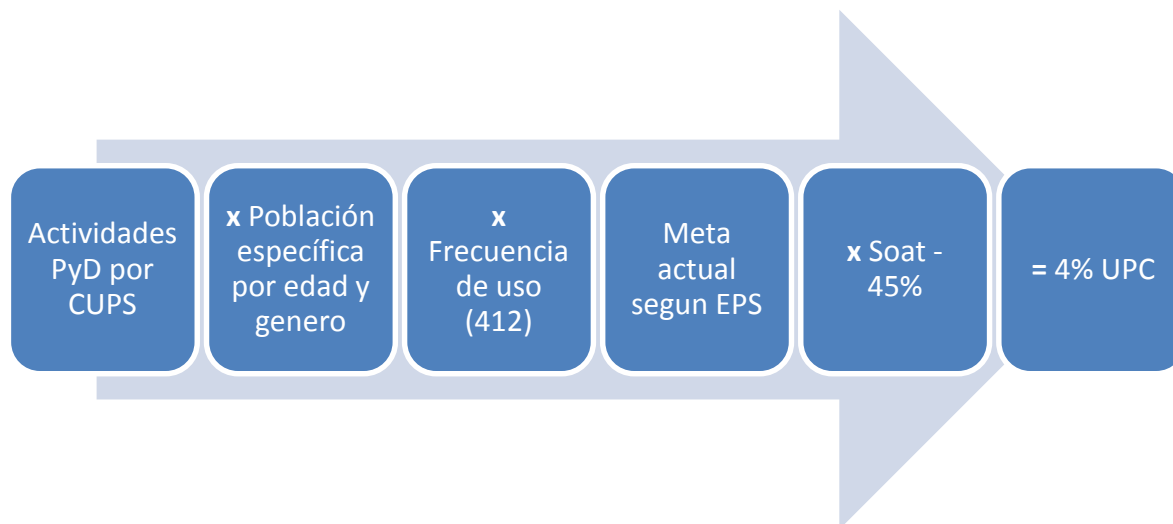 Actividades
PyD por
CUPS
x Población
específica
por edad y
genero
x
Frecuencia
de uso
(412)
Meta
actual
segun EPS
x Soat -
45%
= 4% UPC